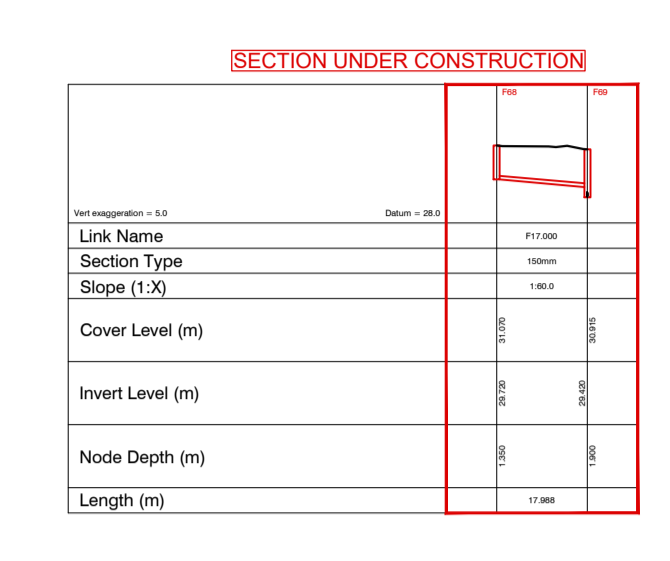 SECTION UNDER CONSTRUCTION
F68 F69
Vert exaggeration = 5.0 Datum = 28.0
Link Name F17.000
Section Type 150mm
Slope (1:X) 1:60.0
Cover Level (m) 31.070 30.915
Invert Level (m) 29.720 29.420
Node Depth (m) 1.350 1.900
Length (m) 17.988